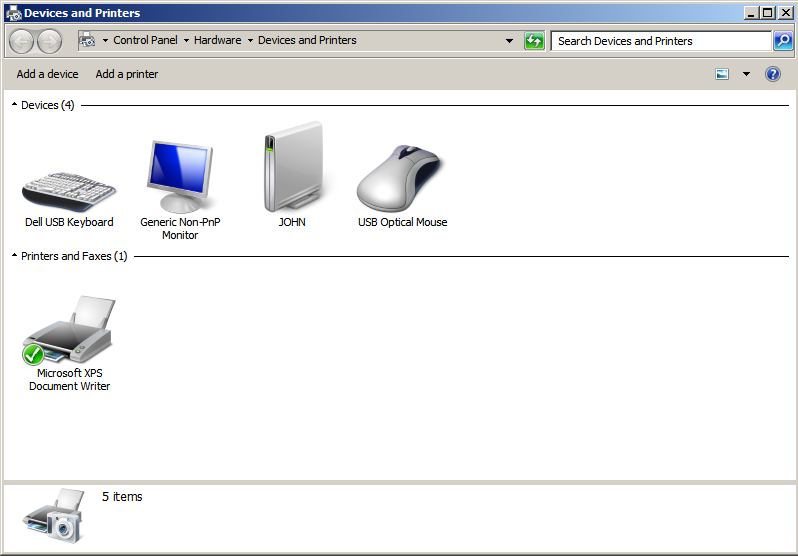 Devices and Printers
Control Panel Hardware Devices and Printers
Search Devices and Printers
Add a device Add a printer
Devices (4)
Dell USB Keyboard
Generic Non-PnP
Monitor
JOHN
USB Optical Mouse
Printers and Faxes (1)
Microsoft XPS
Document Writer
5 items